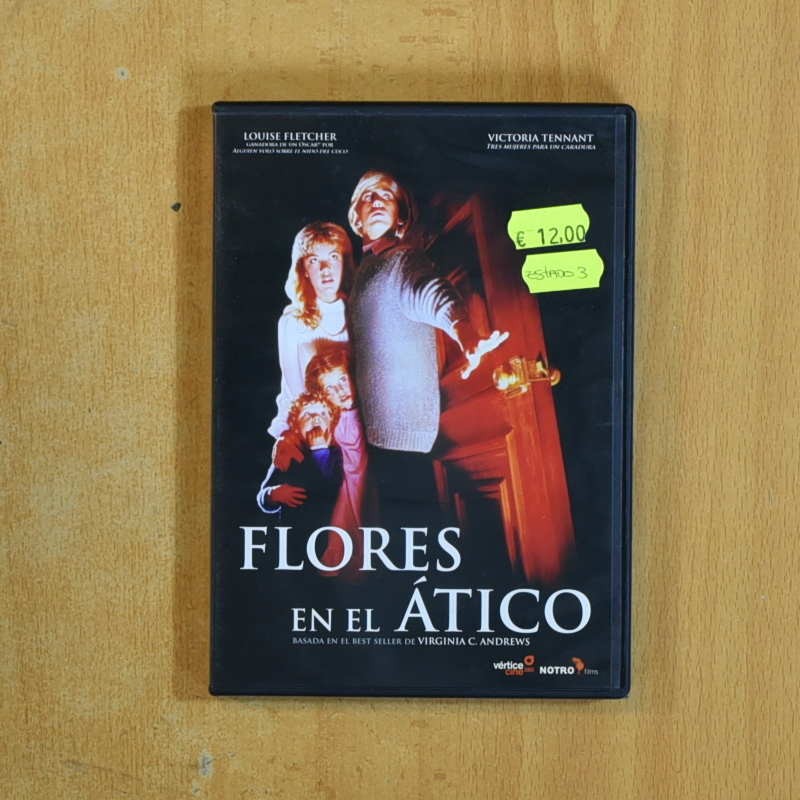 LOUISE FLETCHER
GANADORA DE UN OSCAR® POR
ALGUIEN VOLÓ SOBRE EL NIDO DEL CUCO
VICTORIA TENNANT
TRES MUJERES PARA UN CARADURA
€ 12,00
ESTADO 3
FLORES
EN EL ÁTICO
BASADA EN EL BEST SELLER DE VIRGINIA C. ANDREWS
vértice
cine 360
NOTRO films